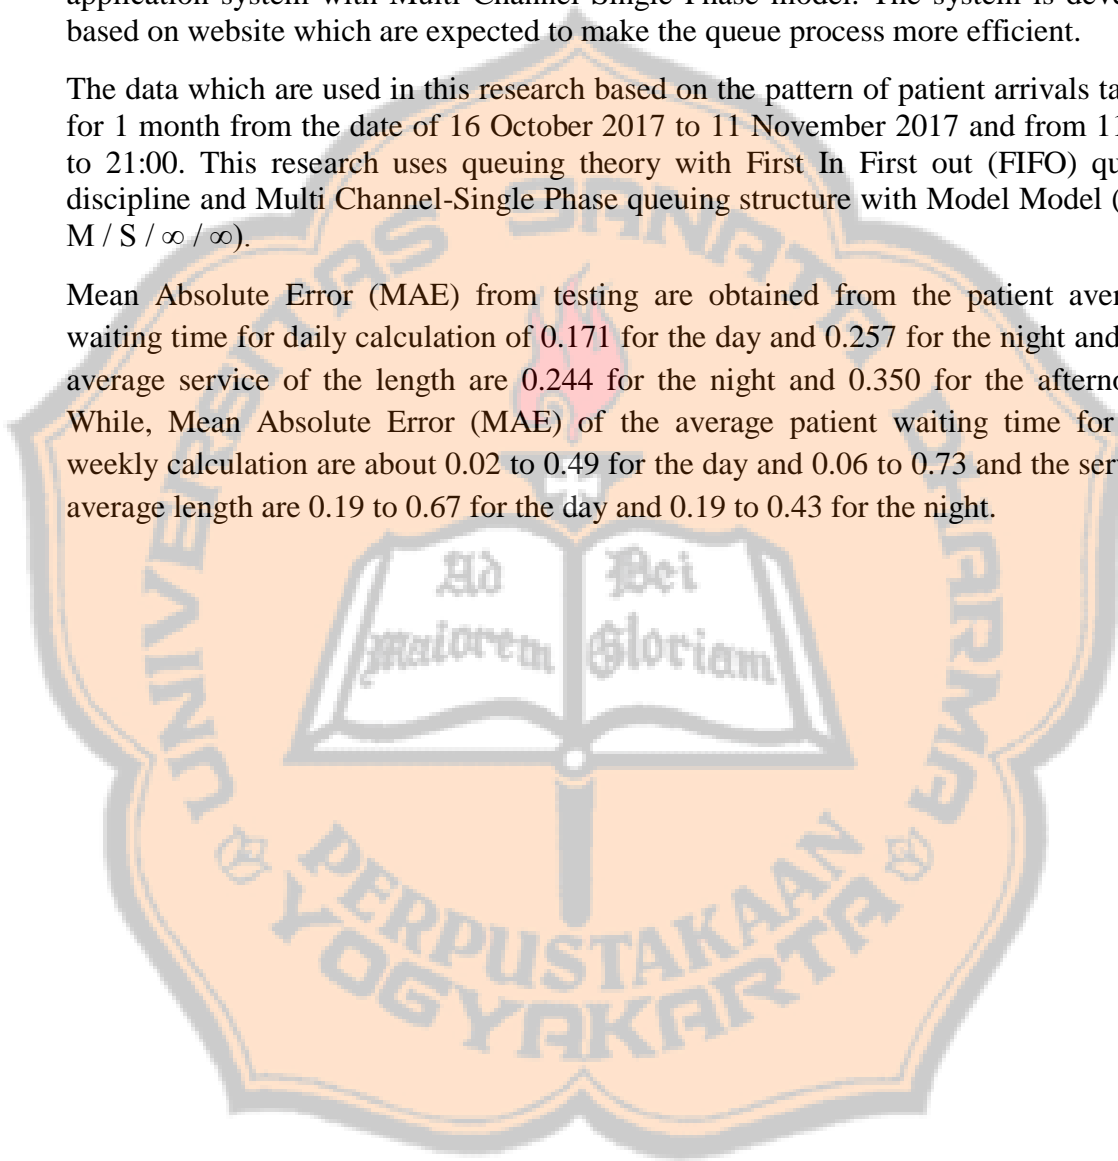 application system with Multi Channel-Single Phase model. The system is deve
based on website which are expected to make the queue process more efficient.
The data which are used in this research based on the pattern of patient arrivals ta
for 1 month from the date of 16 October 2017 to 11 November 2017 and from 11
to 21:00. This research uses queuing theory with First In First out (FIFO) qu
discipline and Multi Channel-Single Phase queuing structure with Model Model (
M / S / ∞ / ∞).
Mean Absolute Error (MAE) from testing are obtained from the patient aver
waiting time for daily calculation of 0.171 for the day and 0.257 for the night and
average service of the length are 0.244 for the night and 0.350 for the afterno
While, Mean Absolute Error (MAE) of the average patient waiting time for
weekly calculation are about 0.02 to 0.49 for the day and 0.06 to 0.73 and the serv
average length are 0.19 to 0.67 for the day and 0.19 to 0.43 for the night.
UNIVERSITAS SANATA DHARMA
Ad Dei
maiorem Gloriam
PERPUSTAKAAN
YOGYAKARTA